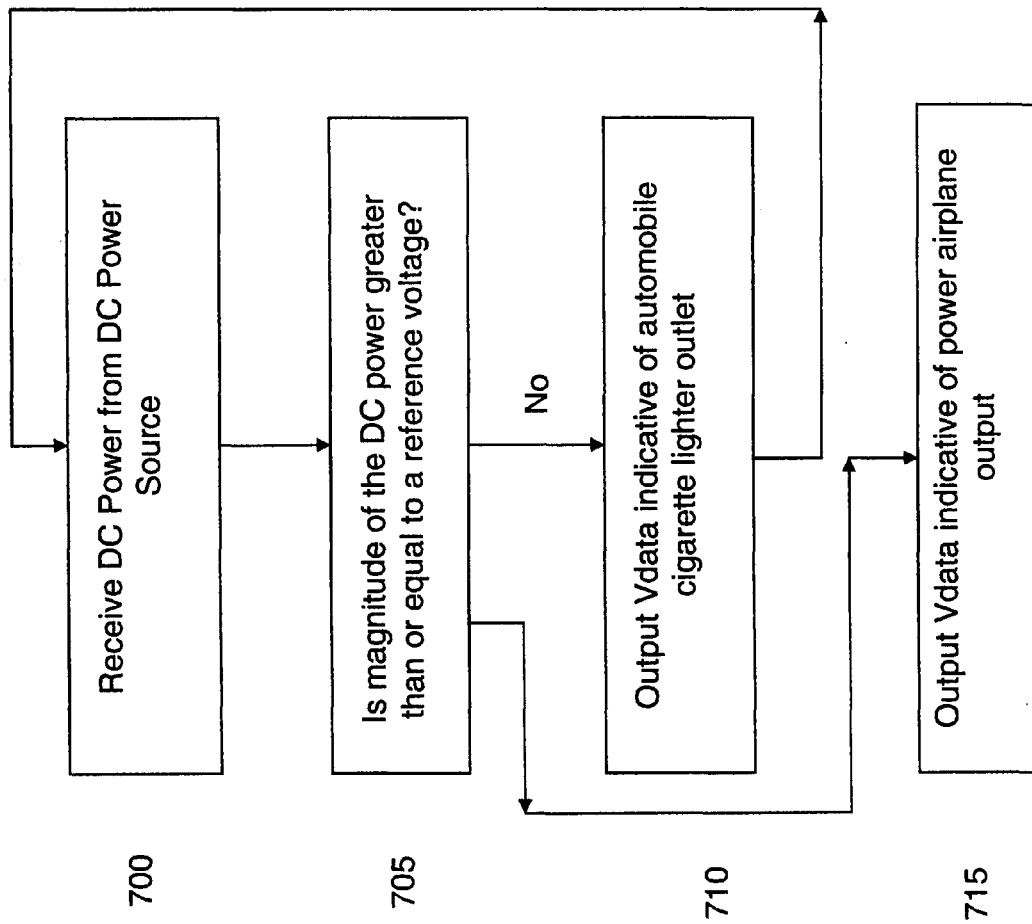 700
Receive DC Power from DC Power
Source
705
Is magnitude of the DC power greater
than or equal to a reference voltage?
No
710
Output Vdata indicative of automobile
cigarette lighter outlet
715
Output Vdata indicative of power airplane
output